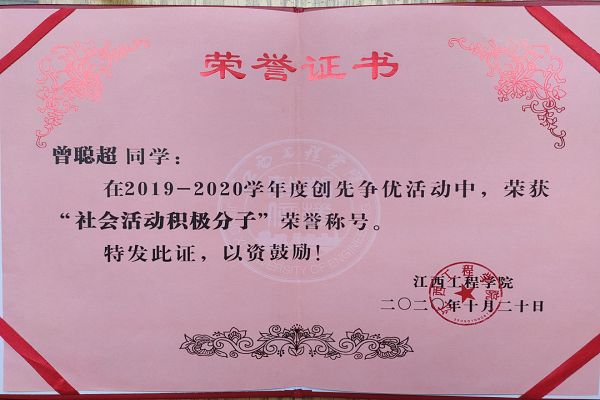 荣誉证书
曾聪超 同学：
在2019-2020学年度创先争优活动中，荣获
“社会活动积极分子”荣誉称号。
特发此证，以资鼓励！
江西工程学院
二〇二〇年十月二十日